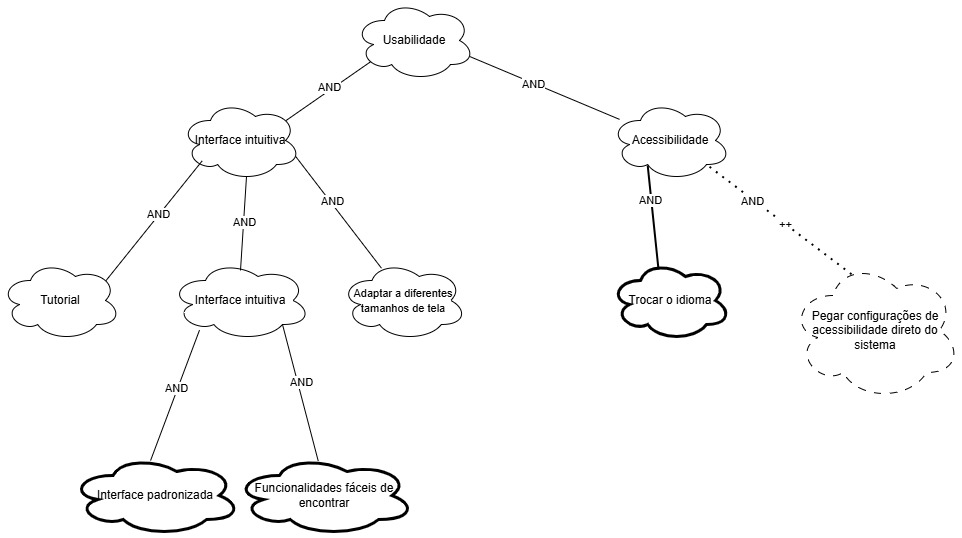 Usabilidade
AND
AND
Interface intuitiva
Acessibilidade
AND
AND
AND
AND
AND
++
Tutorial
Interface intuitiva
Adaptar a diferentes
tamanhos de tela
Trocar o idioma
Pegar configurações de
acessibilidade direto do
sistema
AND
AND
Interface padronizada
Funcionalidades fáceis de
encontrar